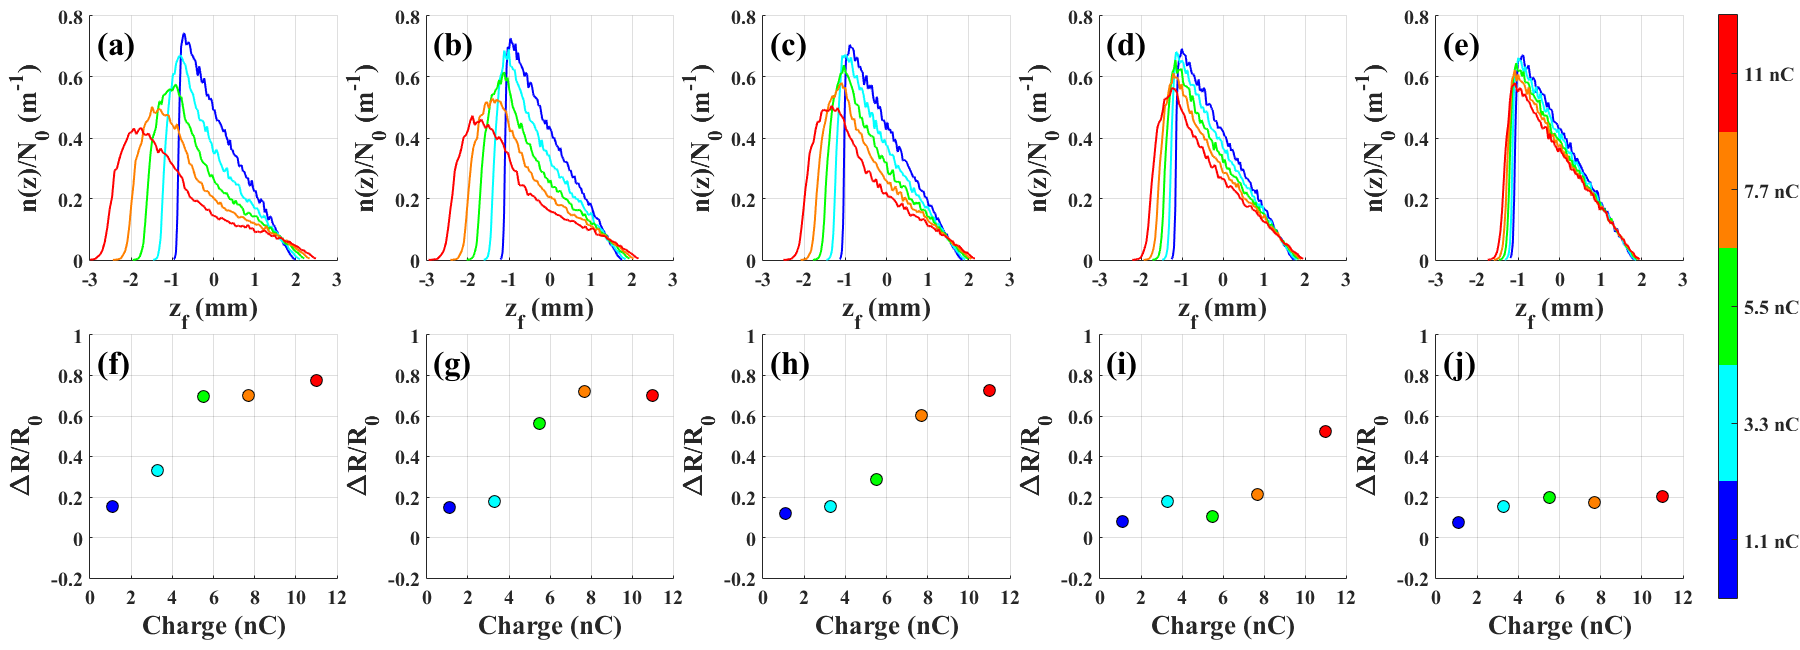 (a)
n(z)/N0 (m-1)
0.8
0.6
0.4
0.2
0
-3 -2 -1 0 1 2 3
zf (mm)
(b)
n(z)/N0 (m-1)
0.8
0.6
0.4
0.2
0
-3 -2 -1 0 1 2 3
zf (mm)
(c)
n(z)/N0 (m-1)
0.8
0.6
0.4
0.2
0
-3 -2 -1 0 1 2 3
zf (mm)
(d)
n(z)/N0 (m-1)
0.8
0.6
0.4
0.2
0
-3 -2 -1 0 1 2 3
zf (mm)
(e)
n(z)/N0 (m-1)
0.8
0.6
0.4
0.2
0
-3 -2 -1 0 1 2 3
zf (mm)
11 nC
7.7 nC
5.5 nC
3.3 nC
1.1 nC
(f)
ΔR/R0
1
0.8
0.6
0.4
0.2
0
-0.2
0 2 4 6 8 10 12
Charge (nC)
(g)
ΔR/R0
1
0.8
0.6
0.4
0.2
0
-0.2
0 2 4 6 8 10 12
Charge (nC)
(h)
ΔR/R0
1
0.8
0.6
0.4
0.2
0
-0.2
0 2 4 6 8 10 12
Charge (nC)
(i)
ΔR/R0
1
0.8
0.6
0.4
0.2
0
-0.2
0 2 4 6 8 10 12
Charge (nC)
(j)
ΔR/R0
1
0.8
0.6
0.4
0.2
0
-0.2
0 2 4 6 8 10 12
Charge (nC)